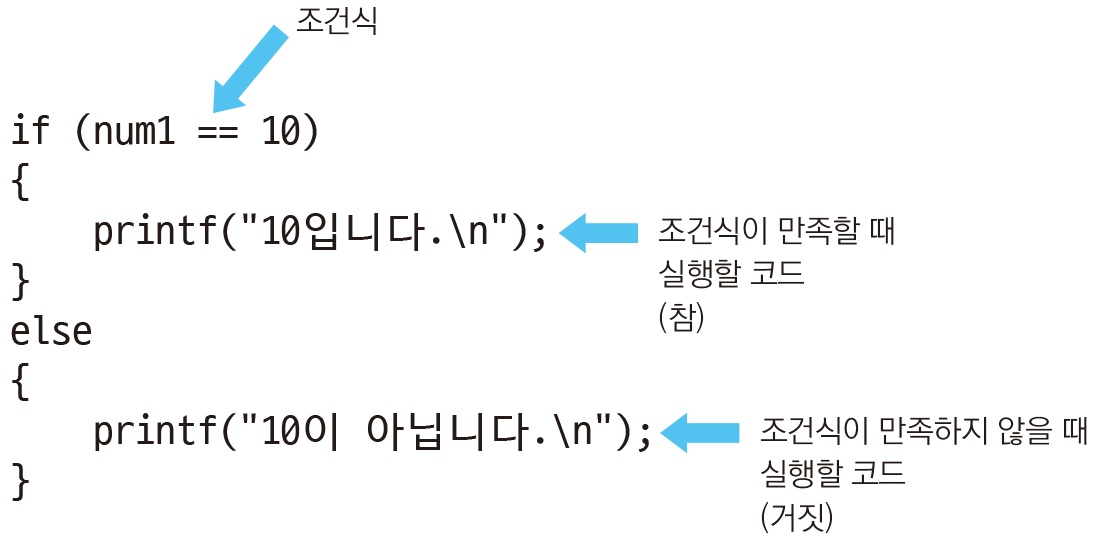 조건식
if (num1 == 10)
{
    printf("10입니다.\n");
조건식이 만족할 때
실행할 코드
(참)
}
else
{
    printf("10이 아닙니다.\n");
조건식이 만족하지 않을 때
실행할 코드
(거짓)
}